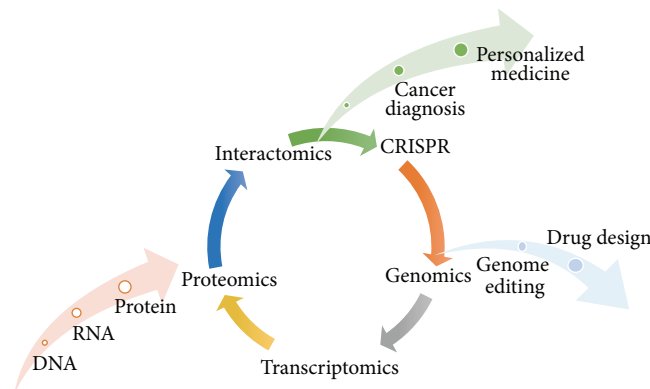 Personalized
medicine
Cancer
diagnosis
Interactomics
CRISPR
Drug design
Genome
editing
Genomics
Proteomics
Protein
RNA
DNA
Transcriptomics